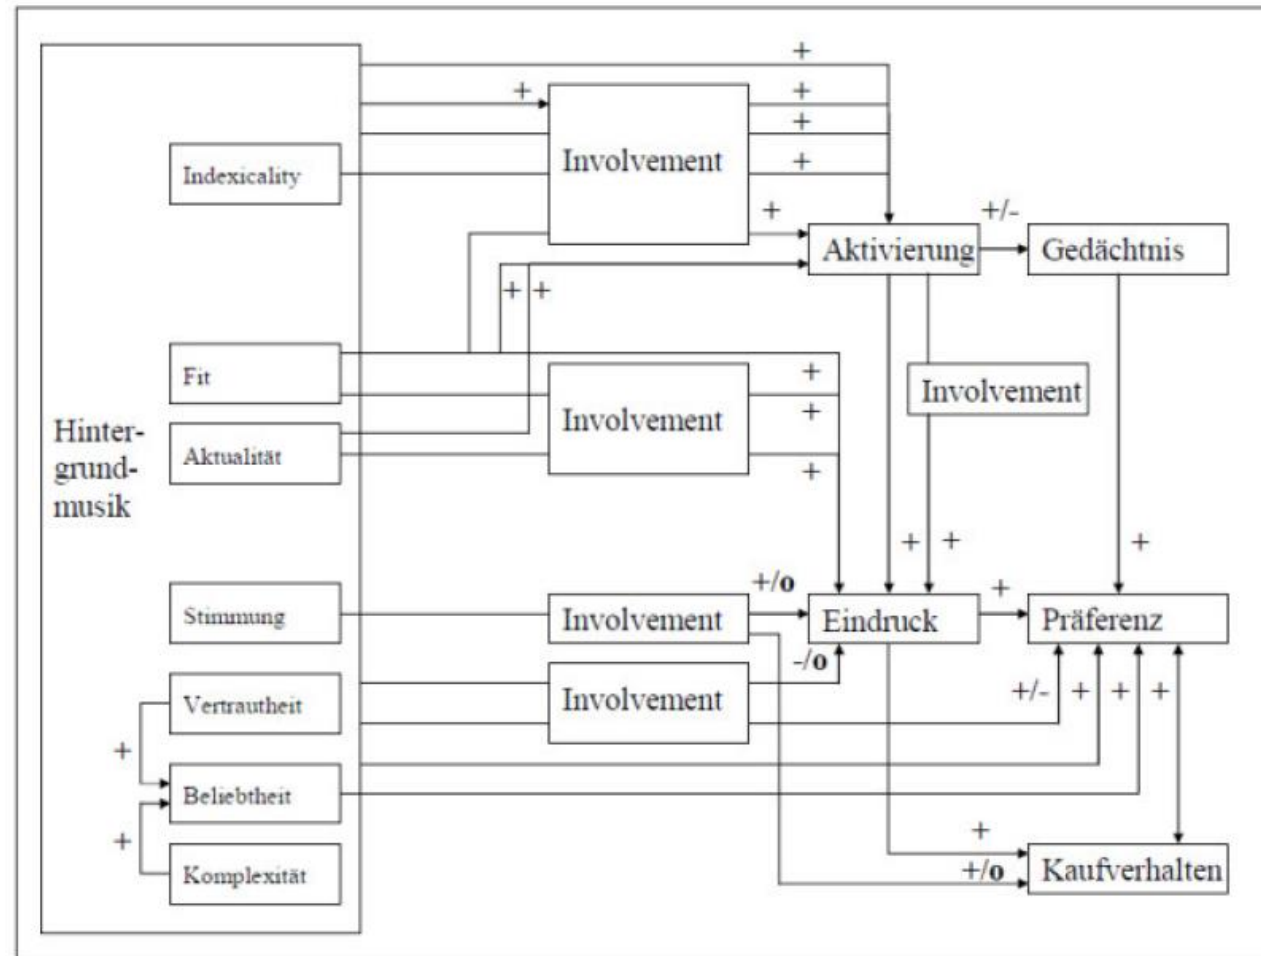 +
+
+
+
+
Involvement
Indexicality
+
+/-
Aktivierung
Gedächtnis
+
+
Fit
+
Involvement
+
Involvement
Hinter-
grund-
musik
Aktualität
+
+
+
+
+/o
+
Stimmung
Involvement
Eindruck
Präferenz
-/o
Vertrautheit
Involvement
+/-
+
+
+
+
Beliebtheit
+
+
Komplexität
+/o
Kaufverhalten